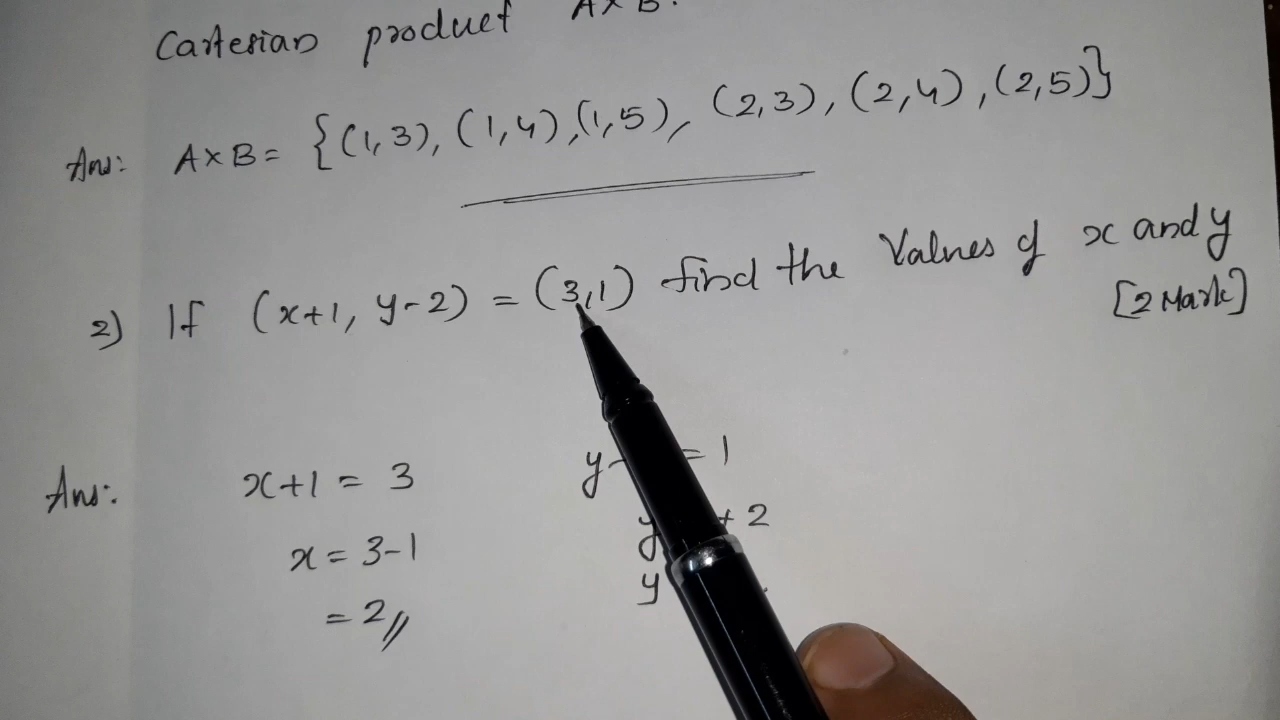 Cartesian product A×B.
Ans: A×B = {(1,3), (1,4), (1,5), (2,3), (2,4), (2,5)}
2) If (x+1, y-2) = (3,1) find the Values of x and y
[2 Mark]
Ans: x+1 = 3 y- = 1
x = 3-1 y + 2
= 2// y